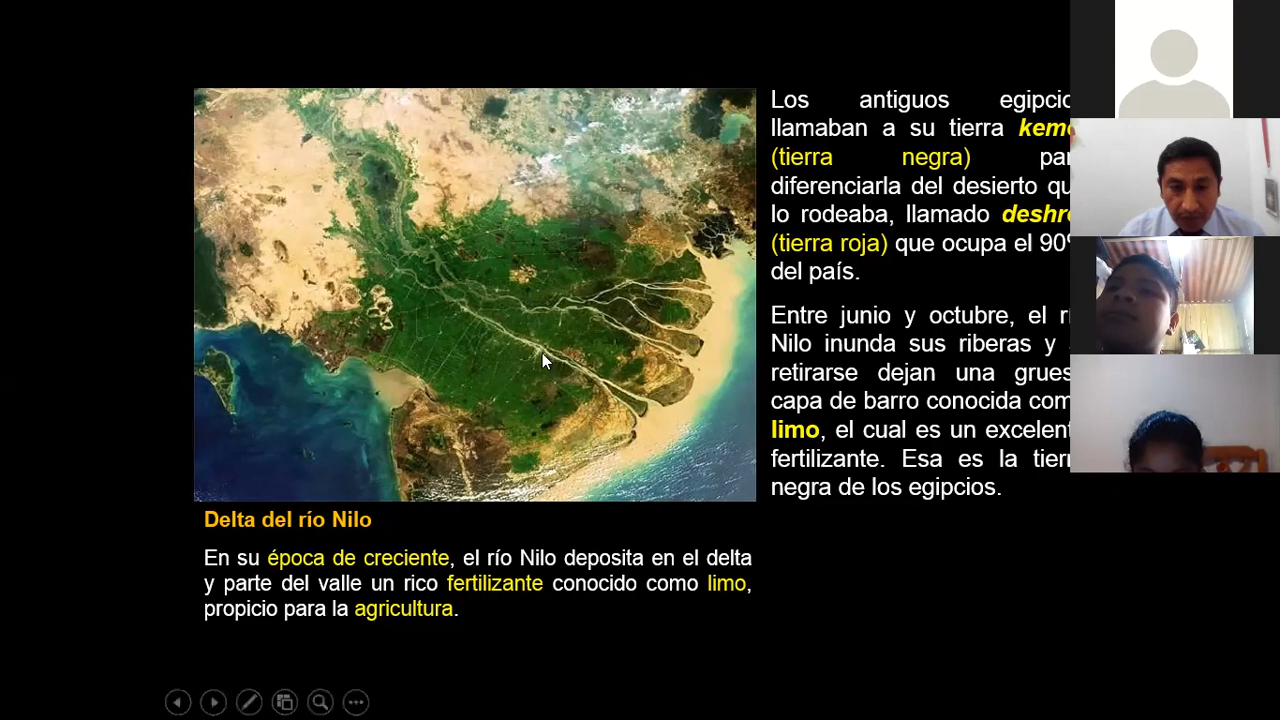 Los antiguos egipcio
llamaban a su tierra keme
(tierra negra) par
diferenciarla del desierto qu
lo rodeaba, llamado deshre
(tierra roja) que ocupa el 90%
del país.
Entre junio y octubre, el rí
Nilo inunda sus riberas y
retirarse dejan una grues
capa de barro conocida com
limo, el cual es un excelent
fertilizante. Esa es la tierr
negra de los egipcios.
Delta del río Nilo
En su época de creciente, el río Nilo deposita en el delta
y parte del valle un rico fertilizante conocido como limo,
propicio para la agricultura.